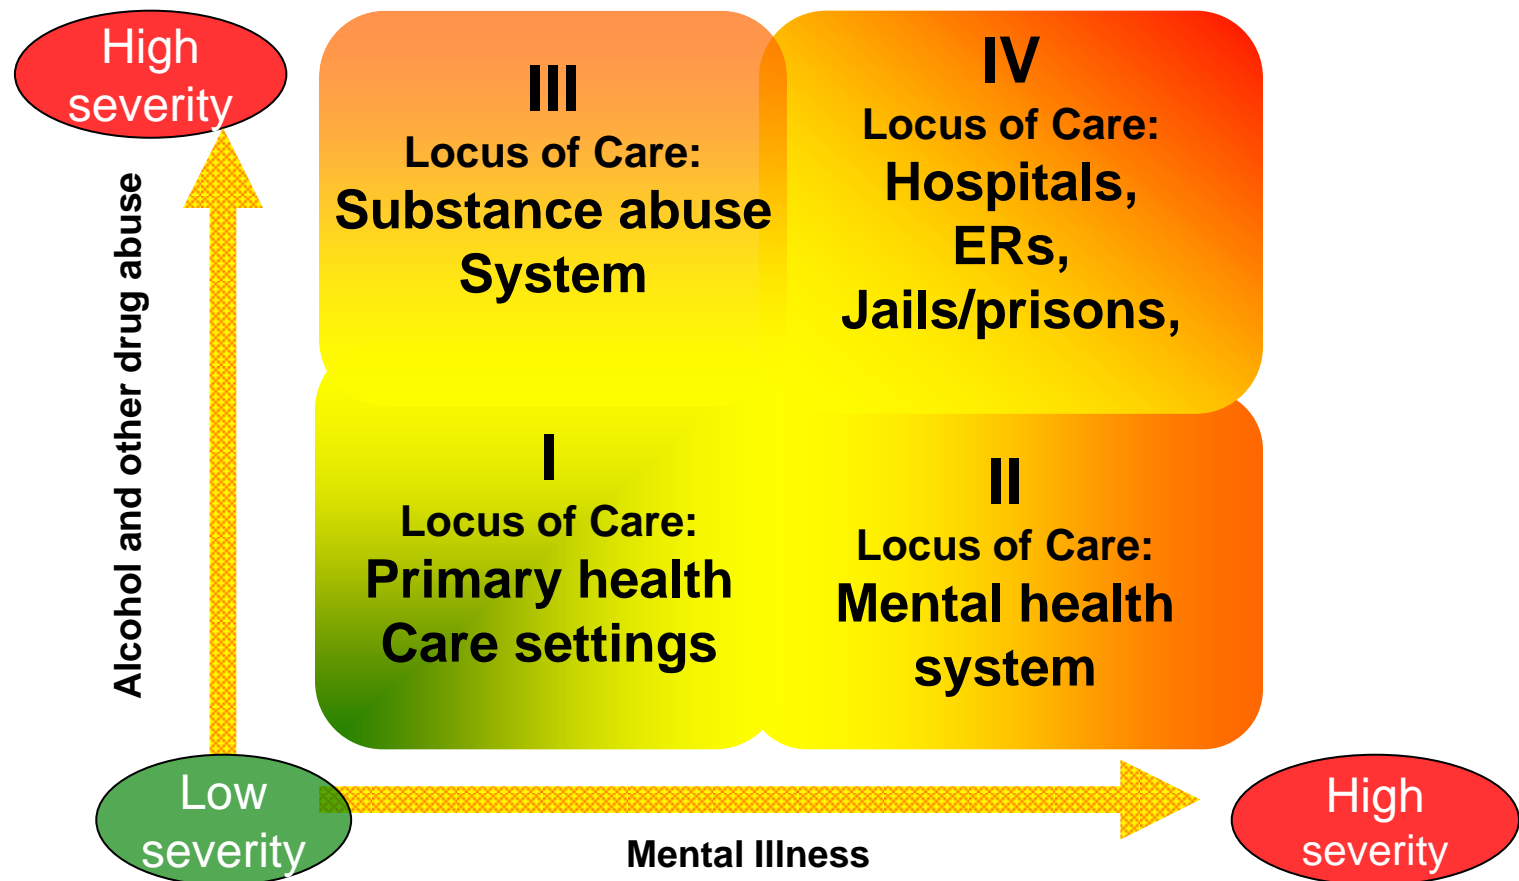 High
severity
Alcohol and other drug abuse
III
Locus of Care:
Substance abuse
System
IV
Locus of Care:
Hospitals,
ERs,
Jails/prisons,
I
Locus of Care:
Primary health
Care settings
II
Locus of Care:
Mental health
system
Low
severity
Mental Illness
High
severity